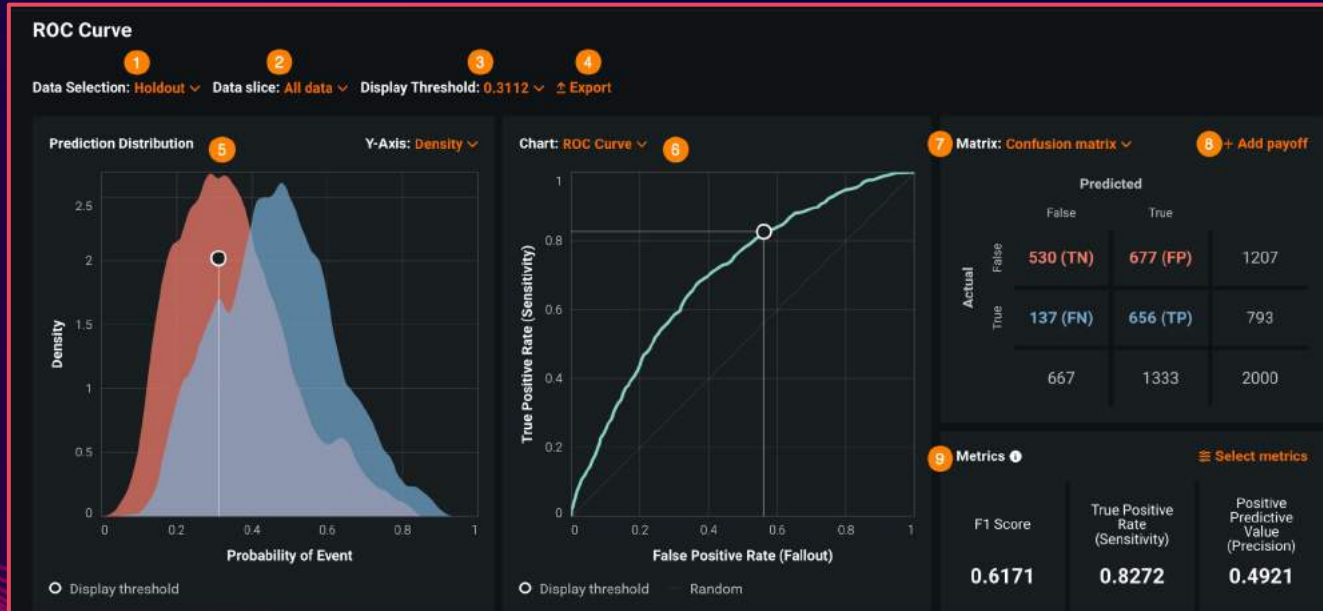 ROC Curve
1 2 3 4
Data Selection: Holdout Data slice: All data Display Threshold: 0.3112 Export
Prediction Distribution 5 Y-Axis: Density
2.5
2
1.5
1
0.5
0
Density
0 0.2 0.4 0.6 0.8 1
Probability of Event
Display threshold
Chart: ROC Curve 6
1
0.8
0.6
0.4
0.2
0
True Positive Rate (Sensitivity)
0 0.2 0.4 0.6 0.8 1
False Positive Rate (Fallout)
Display threshold Random
7 Matrix: Confusion matrix 8 + Add payoff
Predicted
False True
Actual
False 530 (TN) 677 (FP) 1207
True 137 (FN) 656 (TP) 793
667 1333 2000
9 Metrics Select metrics
F1 Score
0.6171
True Positive
Rate
(Sensitivity)
0.8272
Positive
Predictive
Value
(Precision)
0.4921